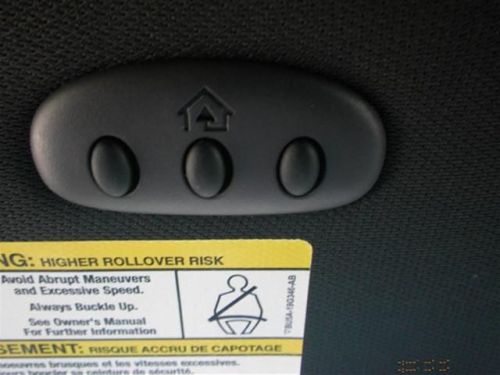 NG: HIGHER ROLLOVER RISK
Avoid Abrupt Maneuvers
and Excessive Speed.
Always Buckle Up.
See Owner's Manual
For Further Information
SEMENT: RISQUE ACCRU DE CAPOTAGE
noeuvres brusques et les vitesses excessives.